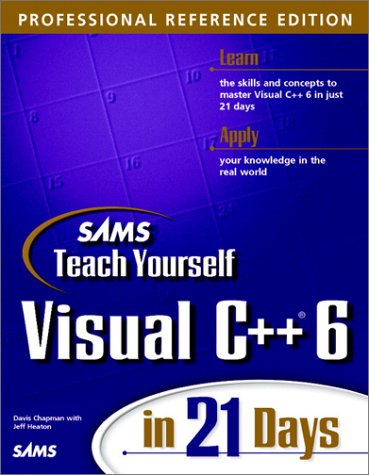 PROFESSIONAL REFERENCE EDITION
Learn
the skills and concepts to
master Visual C++ 6 in just
21 days
Apply
your knowledge in the
real world
SAMS
Teach Yourself
Visual C++® 6
Davis Chapman with
Jeff Heaton
in 21 Days
SAMS